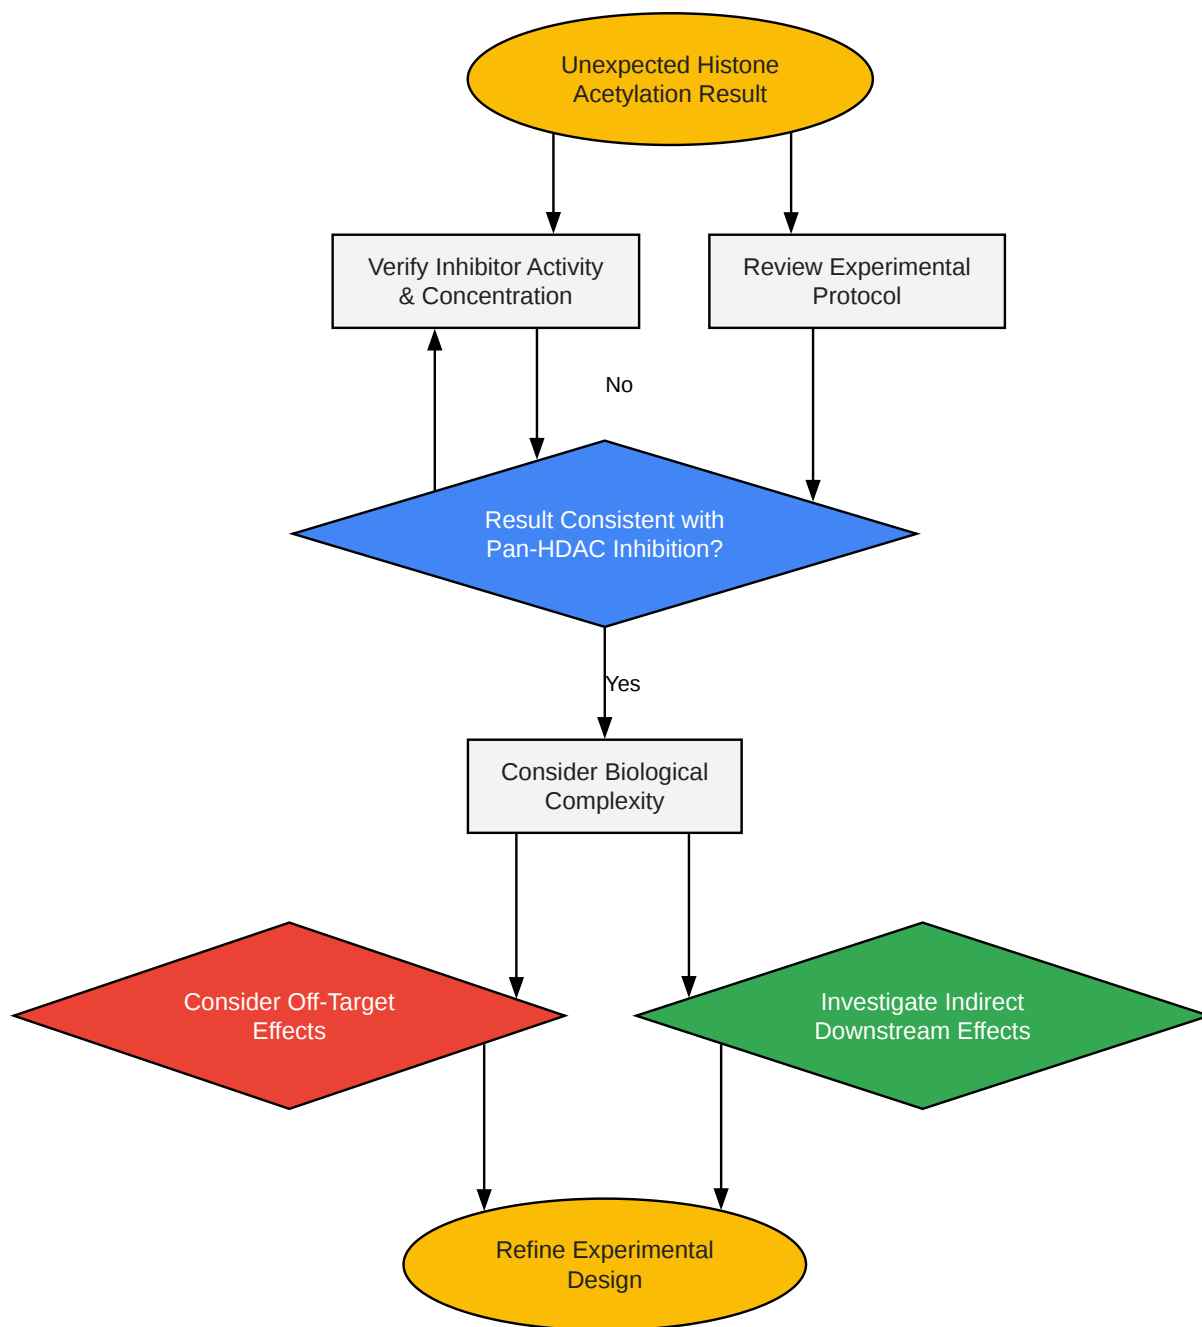 Unexpected Histone
Acetylation Result
Verify Inhibitor Activity
& Concentration
Review Experimental
Protocol
No
Result Consistent with
Pan-HDAC Inhibition?
Yes
Consider Biological
Complexity
Consider Off-Target
Effects
Investigate Indirect
Downstream Effects
Refine Experimental
Design